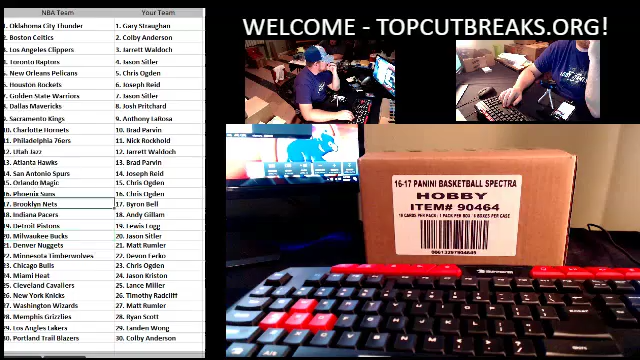 NBA Team Your Team
1. Oklahoma City Thunder 1. Gary Straughan
2. Boston Celtics 2. Colby Anderson
3. Los Angeles Clippers 3. Jarrett Waldoch
4. Toronto Raptors 4. Jason Sitler
5. New Orleans Pelicans 5. Chris Ogden
6. Houston Rockets 6. Joseph Reid
7. Golden State Warriors 7. Jason Sitler
8. Dallas Mavericks 8. Josh Pritchard
9. Sacramento Kings 9. Anthony LaRosa
10. Charlotte Hornets 10. Brad Parvin
11. Philadelphia 76ers 11. Nick Rockhold
12. Utah Jazz 12. Jarrett Waldoch
13. Atlanta Hawks 13. Brad Parvin
14. San Antonio Spurs 14. Joseph Reid
15. Orlando Magic 15. Chris Ogden
16. Phoenix Suns 16. Chris Ogden
17. Brooklyn Nets 17. Byron Bell
18. Indiana Pacers 18. Andy Gillam
19. Detroit Pistons 19. Lewis Logg
20. Milwaukee Bucks 20. Jason Sitler
21. Denver Nuggets 21. Matt Rumler
22. Minnesota Timberwolves 22. Devon Ferko
23. Chicago Bulls 23. Chris Ogden
24. Miami Heat 24. Jason Kriston
25. Cleveland Cavaliers 25. Lance Miller
26. New York Knicks 26. Timothy Radcliff
27. Washington Wizards 27. Matt Rumler
28. Memphis Grizzlies 28. Ryan Scott
29. Los Angles Lakers 29. Landen Wong
30. Portland Trail Blazers 30. Colby Anderson
WELCOME - TOPCUTBREAKS.ORG!
16-17 PANINI BASKETBALL SPECTRA
HOBBY
ITEM# 90464